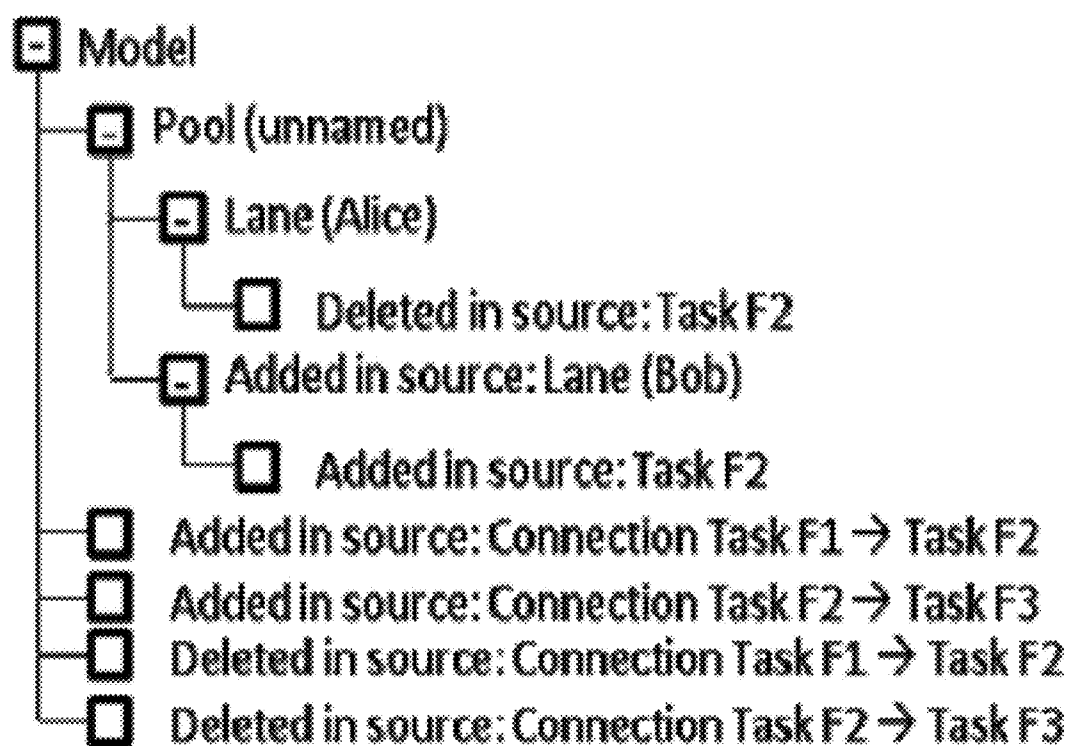 Model
Pool (unnamed)
Lane (Alice)
Deleted in source: Task F2
Added in source: Lane (Bob)
Added in source: Task F2
Added in source: Connection Task F1 → Task F2
Added in source: Connection Task F2 → Task F3
Deleted in source: Connection Task F1 → Task F2
Deleted in source: Connection Task F2 → Task F3